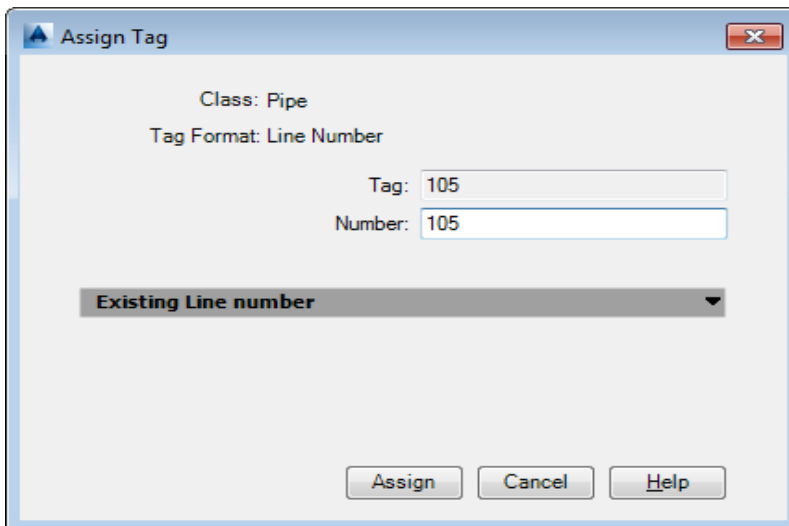 Assign Tag
Class: Pipe
Tag Format: Line Number
Tag: 105
Number: 105
Existing Line number
Assign Cancel Help